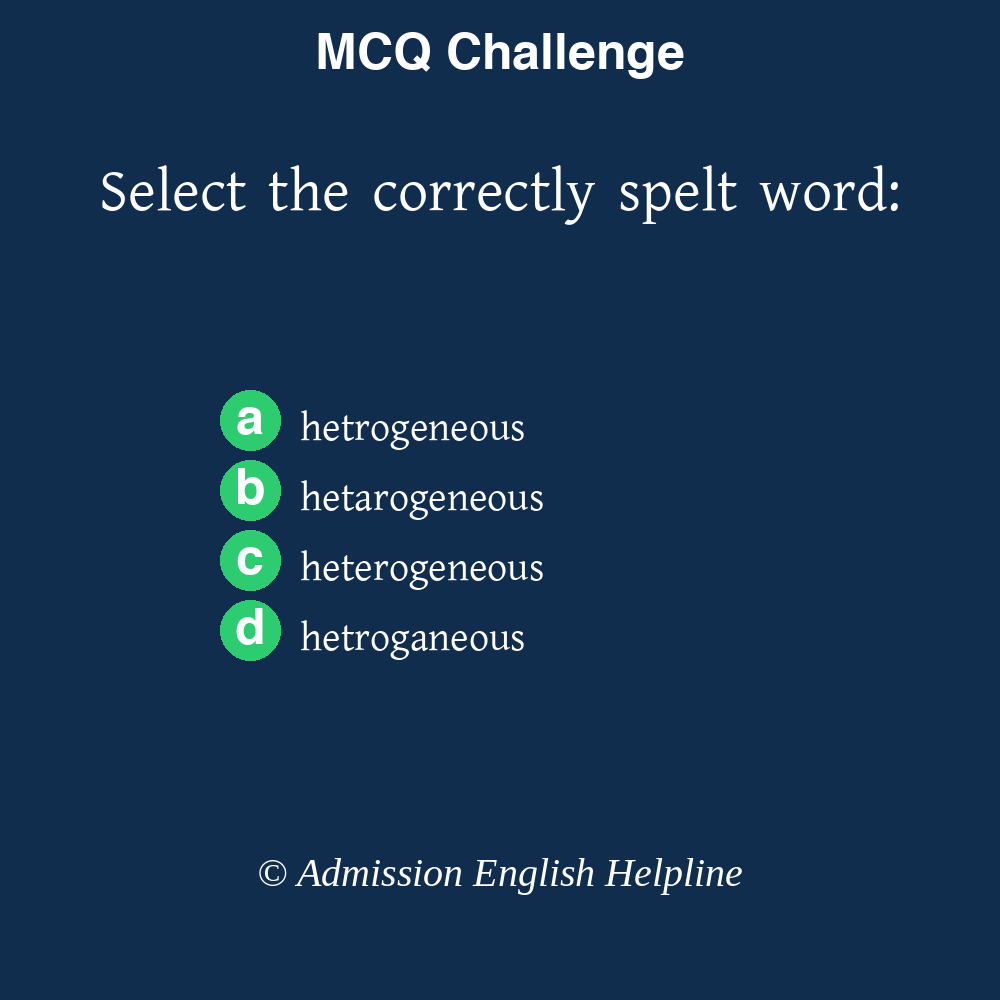 MCQ Challenge
Select the correctly spelt word:
a hetrogeneous
b hetarogeneous
c heterogeneous
d hetroganeous
© Admission English Helpline